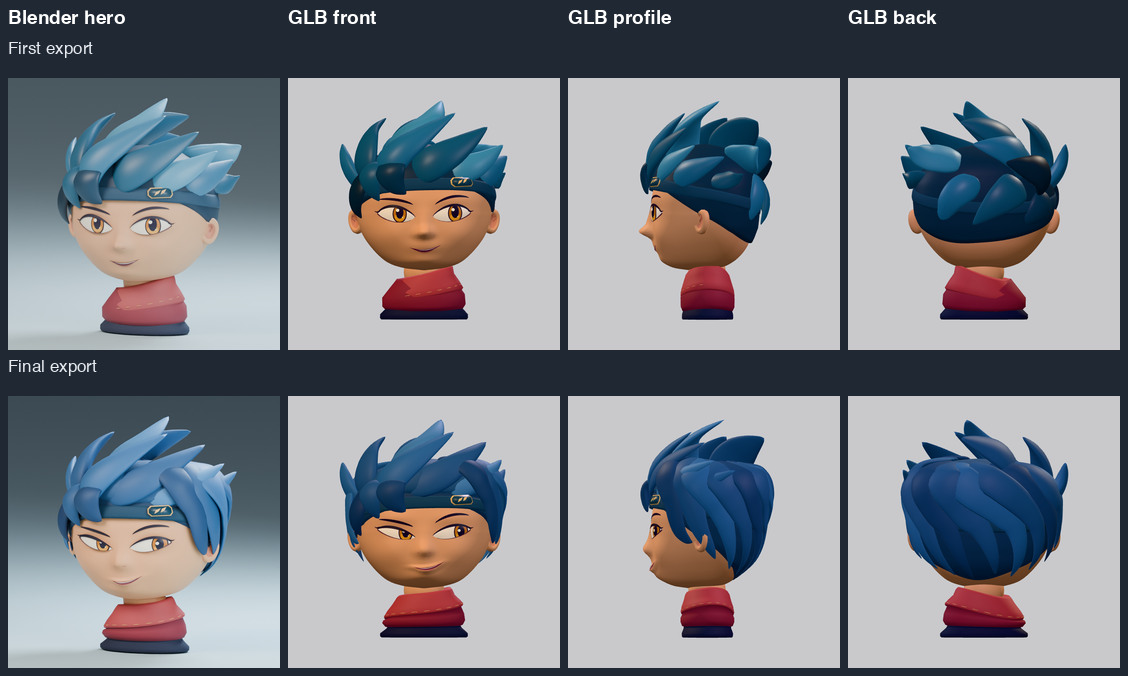 Blender hero GLB front GLB profile GLB back
First export
Final export